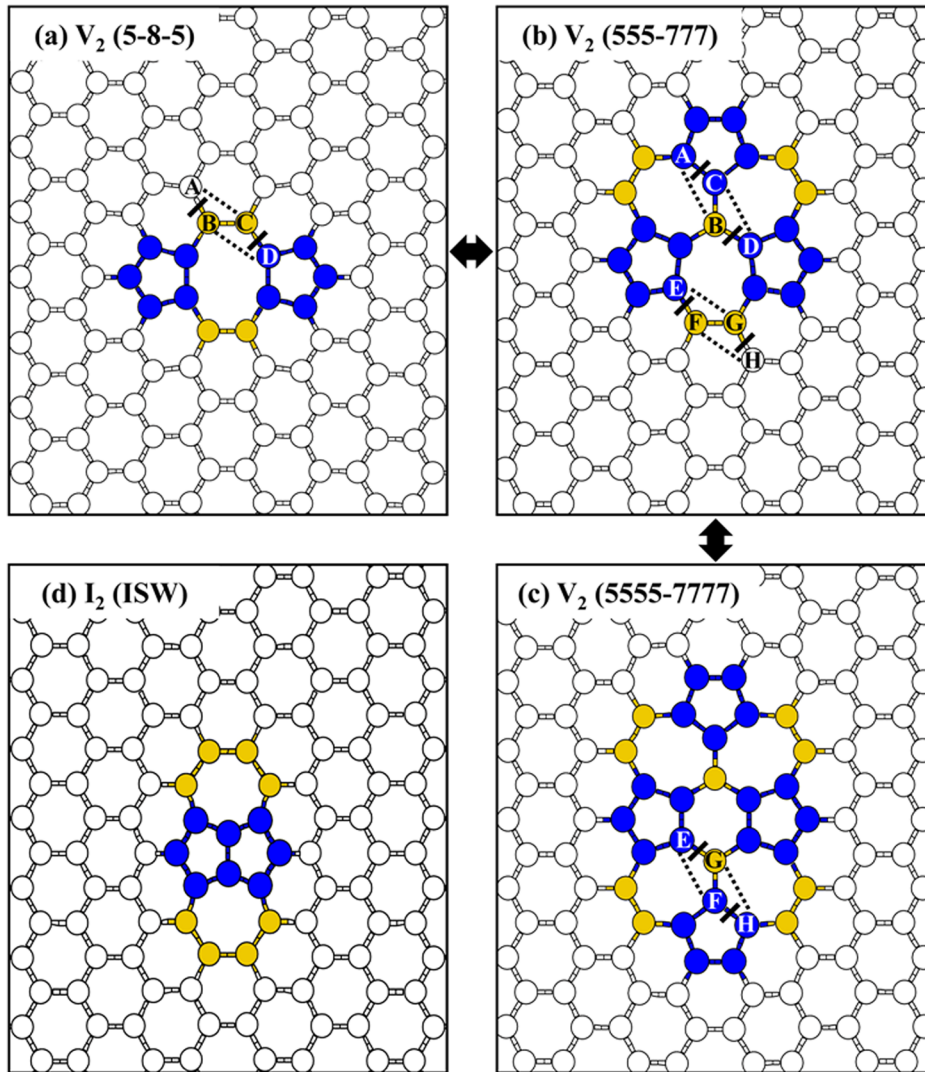 (a) V₂ (5-8-5)
A
B
C
D
(b) V₂ (555-777)
A
C
B
D
E
F
G
H
(d) I₂ (ISW)
(c) V₂ (5555-7777)
E
G
F
H